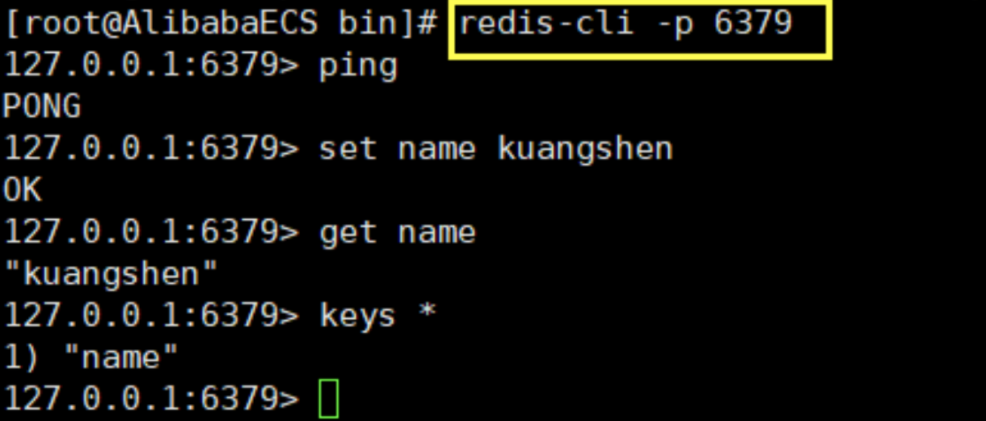 [root@AlibabaECS bin]# redis-cli -p 6379
127.0.0.1:6379> ping
PONG
127.0.0.1:6379> set name kuangshen
OK
127.0.0.1:6379> get name
"kuangshen"
127.0.0.1:6379> keys *
1) "name"
127.0.0.1:6379>